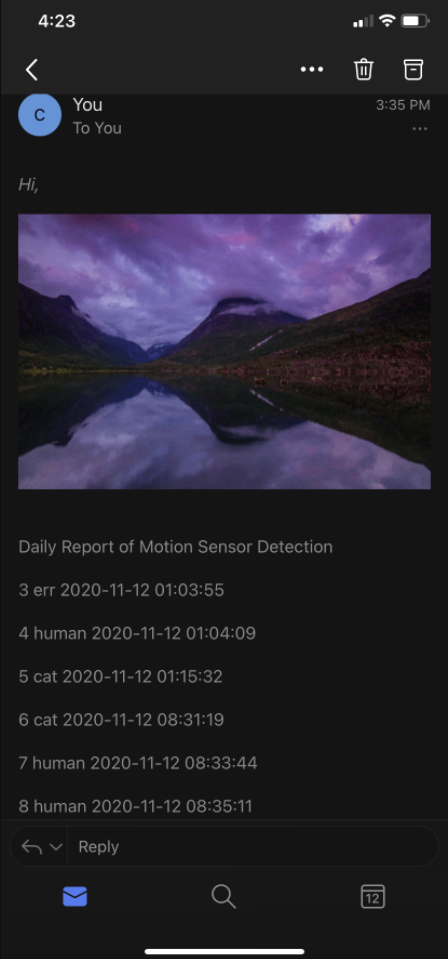 4:23
C
You
3:35 PM
To You
Hi,
Daily Report of Motion Sensor Detection
3 err 2020-11-12 01:03:55
4 human 2020-11-12 01:04:09
5 cat 2020-11-12 01:15:32
6 cat 2020-11-12 08:31:19
7 human 2020-11-12 08:33:44
8 human 2020-11-12 08:35:11
Reply
12